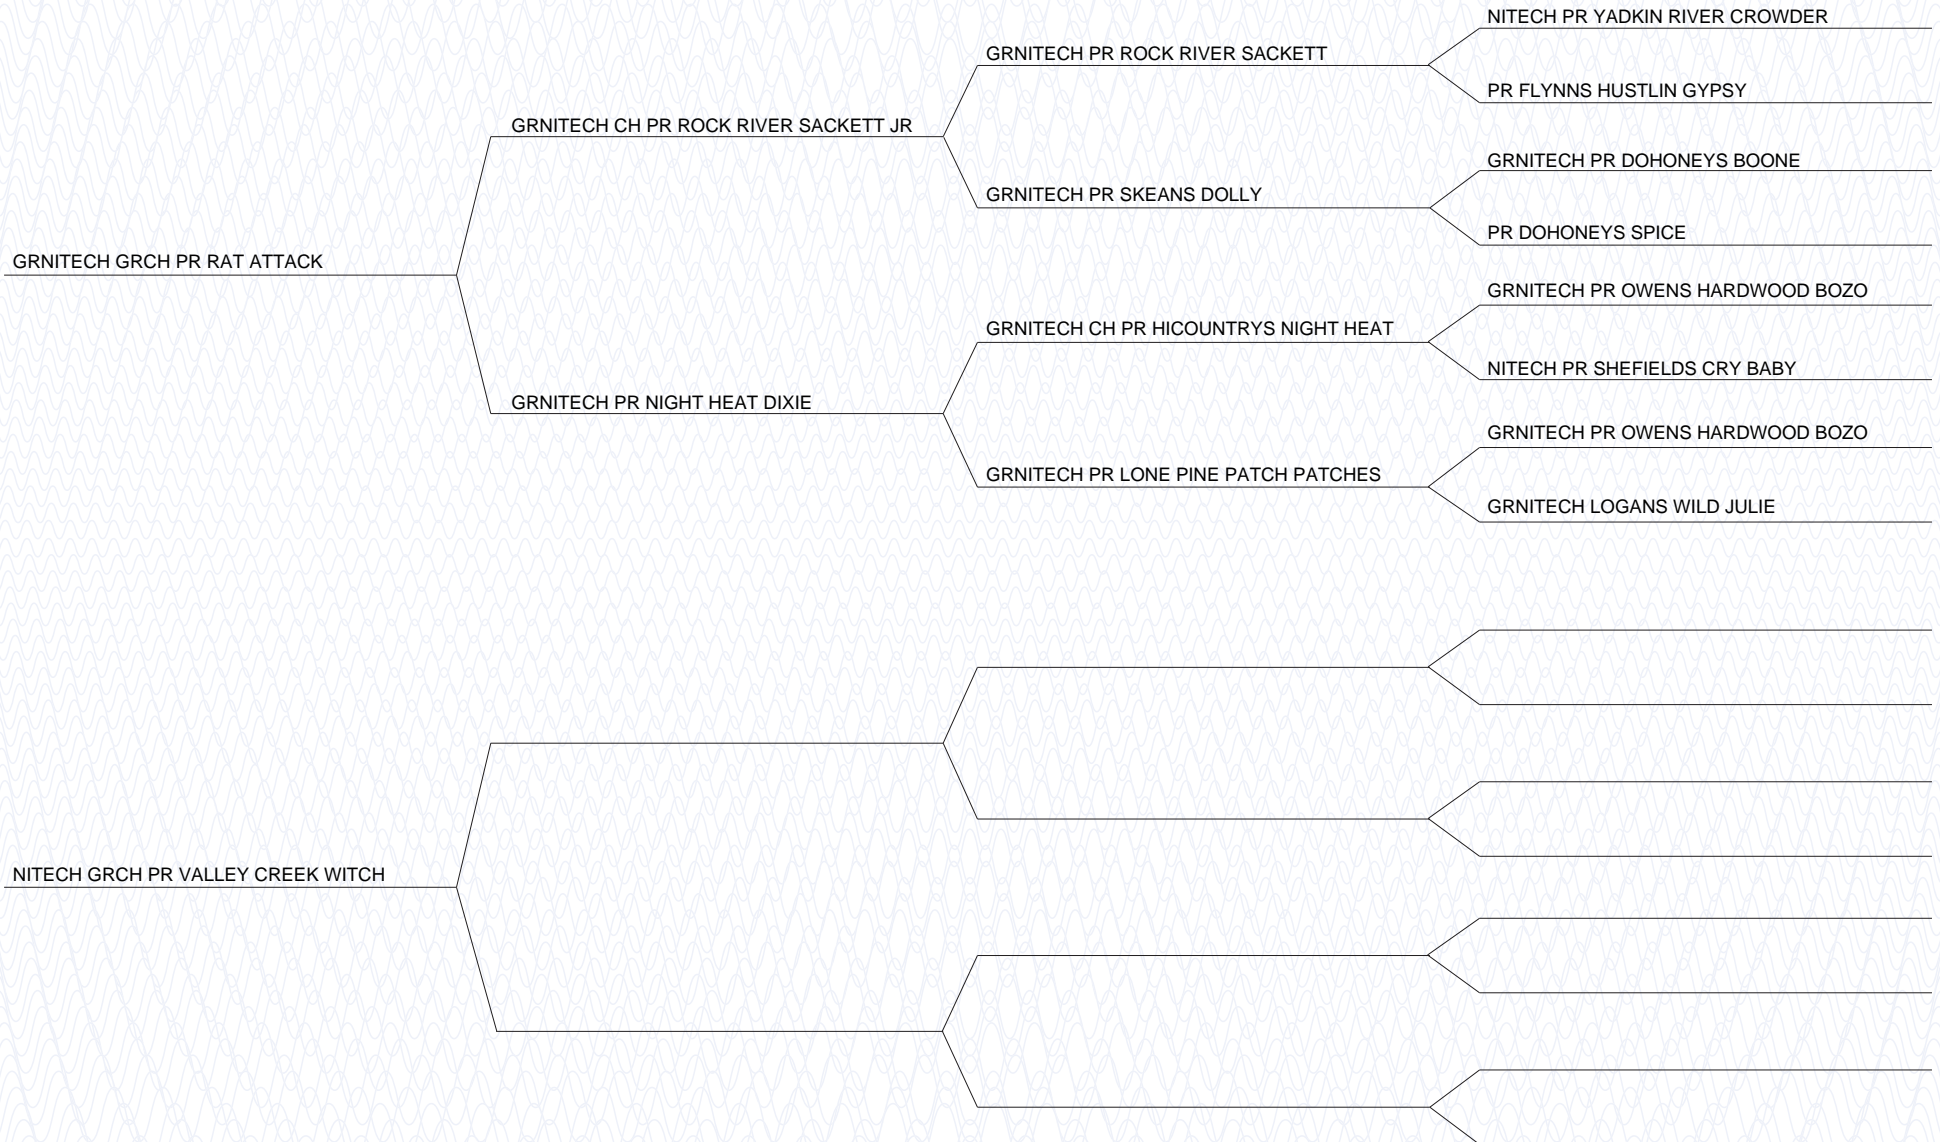 NITECH PR YADKIN RIVER CROWDER
GRNITECH PR ROCK RIVER SACKETT
PR FLYNNS HUSTLIN GYPSY
GRNITECH CH PR ROCK RIVER SACKETT JR
GRNITECH PR DOHONEYS BOONE
GRNITECH PR SKEANS DOLLY
PR DOHONEYS SPICE
GRNITECH GRCH PR RAT ATTACK
GRNITECH PR OWENS HARDWOOD BOZO
GRNITECH CH PR HICOUNTRYS NIGHT HEAT
NITECH PR SHEFIELDS CRY BABY
GRNITECH PR NIGHT HEAT DIXIE
GRNITECH PR OWENS HARDWOOD BOZO
GRNITECH PR LONE PINE PATCH PATCHES
GRNITECH LOGANS WILD JULIE
NITECH GRCH PR VALLEY CREEK WITCH